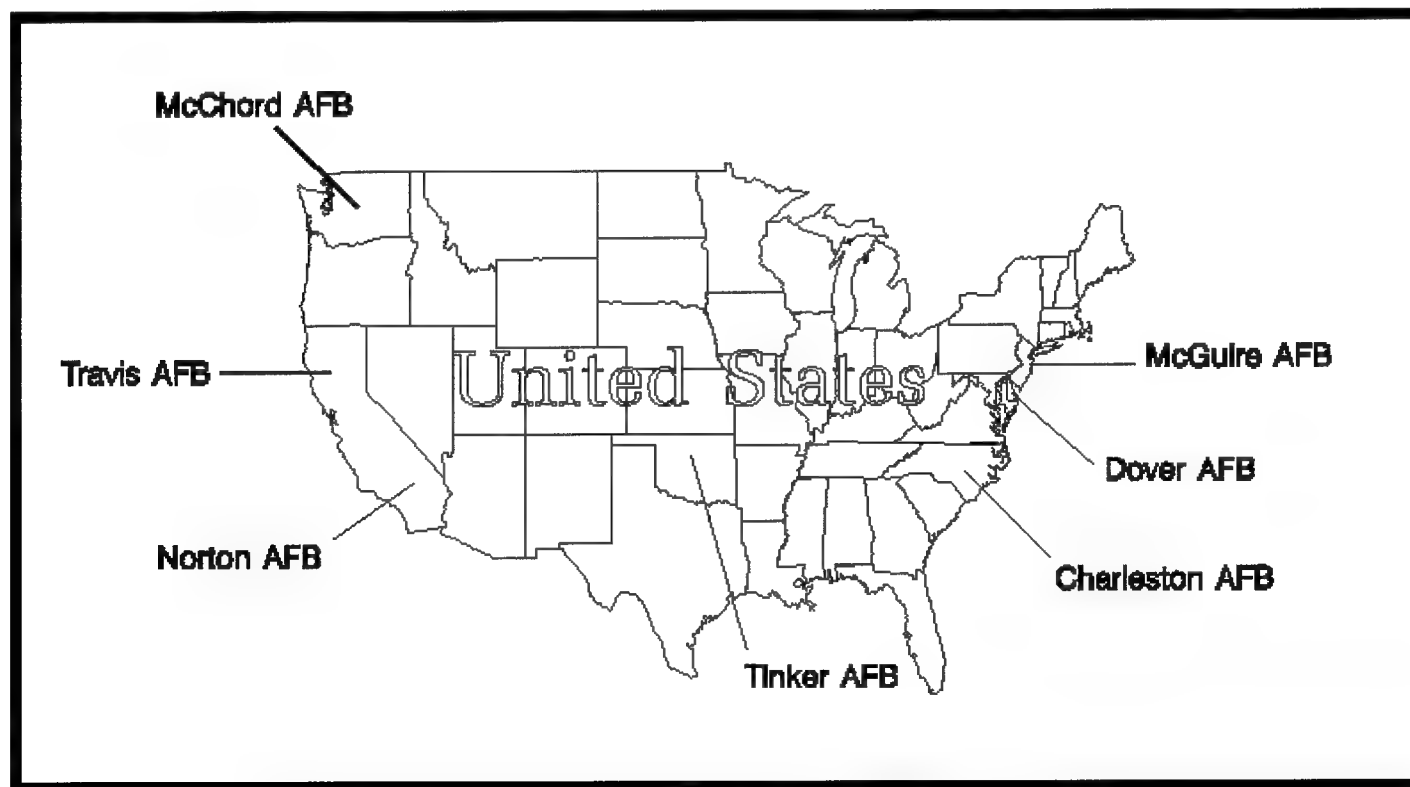 McChord AFB
United States
McGuire AFB
Travis AFB
Dover AFB
Norton AFB
Charleston AFB
Tinker AFB